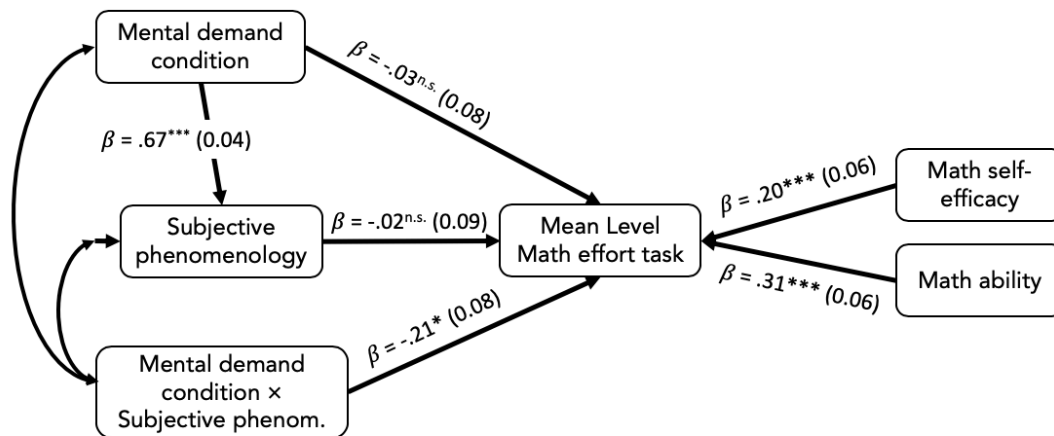 Mental demand
condition
β = -.03n.s. (0.08)
β = .67*** (0.04)
β = .20*** (0.06)
Math self-
efficacy
Subjective
phenomenology
β = -.02n.s. (0.09)
Mean Level
Math effort task
β = .31*** (0.06)
Math ability
β = -.21* (0.08)
Mental demand
condition ×
Subjective phenom.